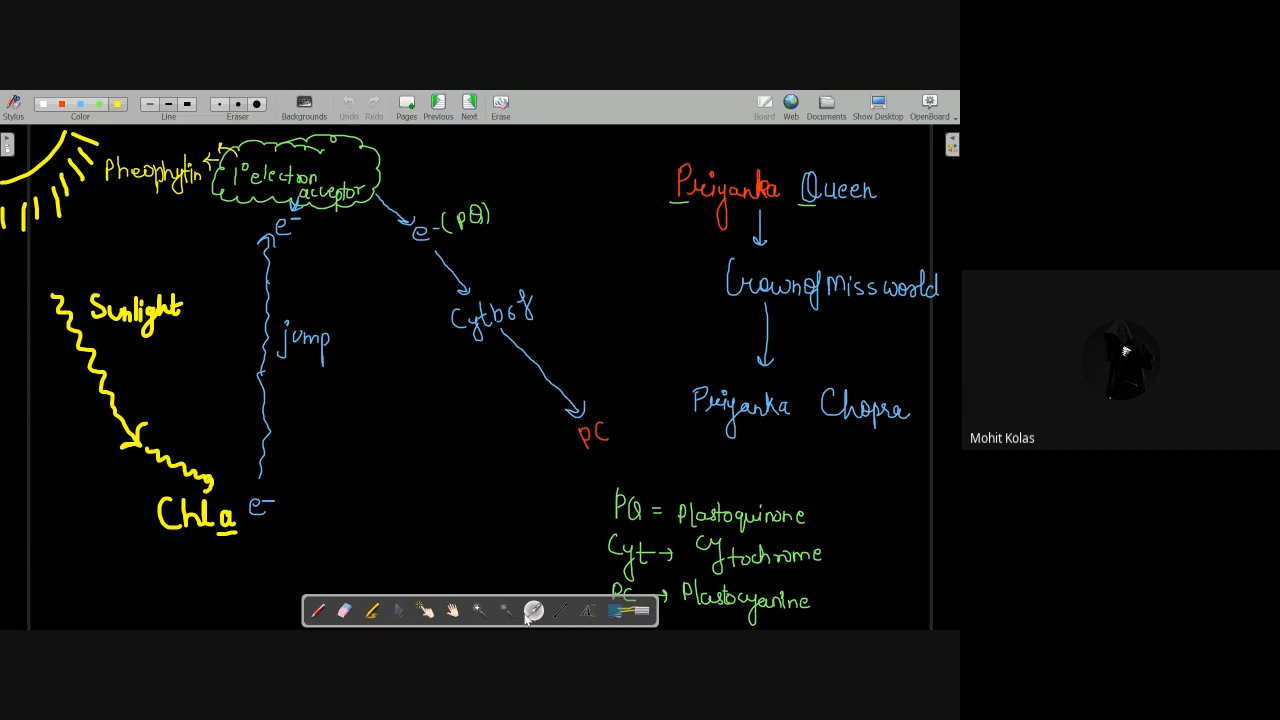 Stylus
Color
Line
Eraser
Backgrounds
Undo
Redo
Pages
Previous
Next
Erase
Board
Web
Documents
Show Desktop
OpenBoard
Pheophytin
1° electron
acceptor
e-
e- (PQ)
Cytb6f
PC
Sunlight
jump
Chl a e-
Priyanka Queen
Crown of Miss world
Priyanka Chopra
PQ = Plastoquinone
Cyt → Cytochrome
PC → Plastocyanine
Mohit Kolas